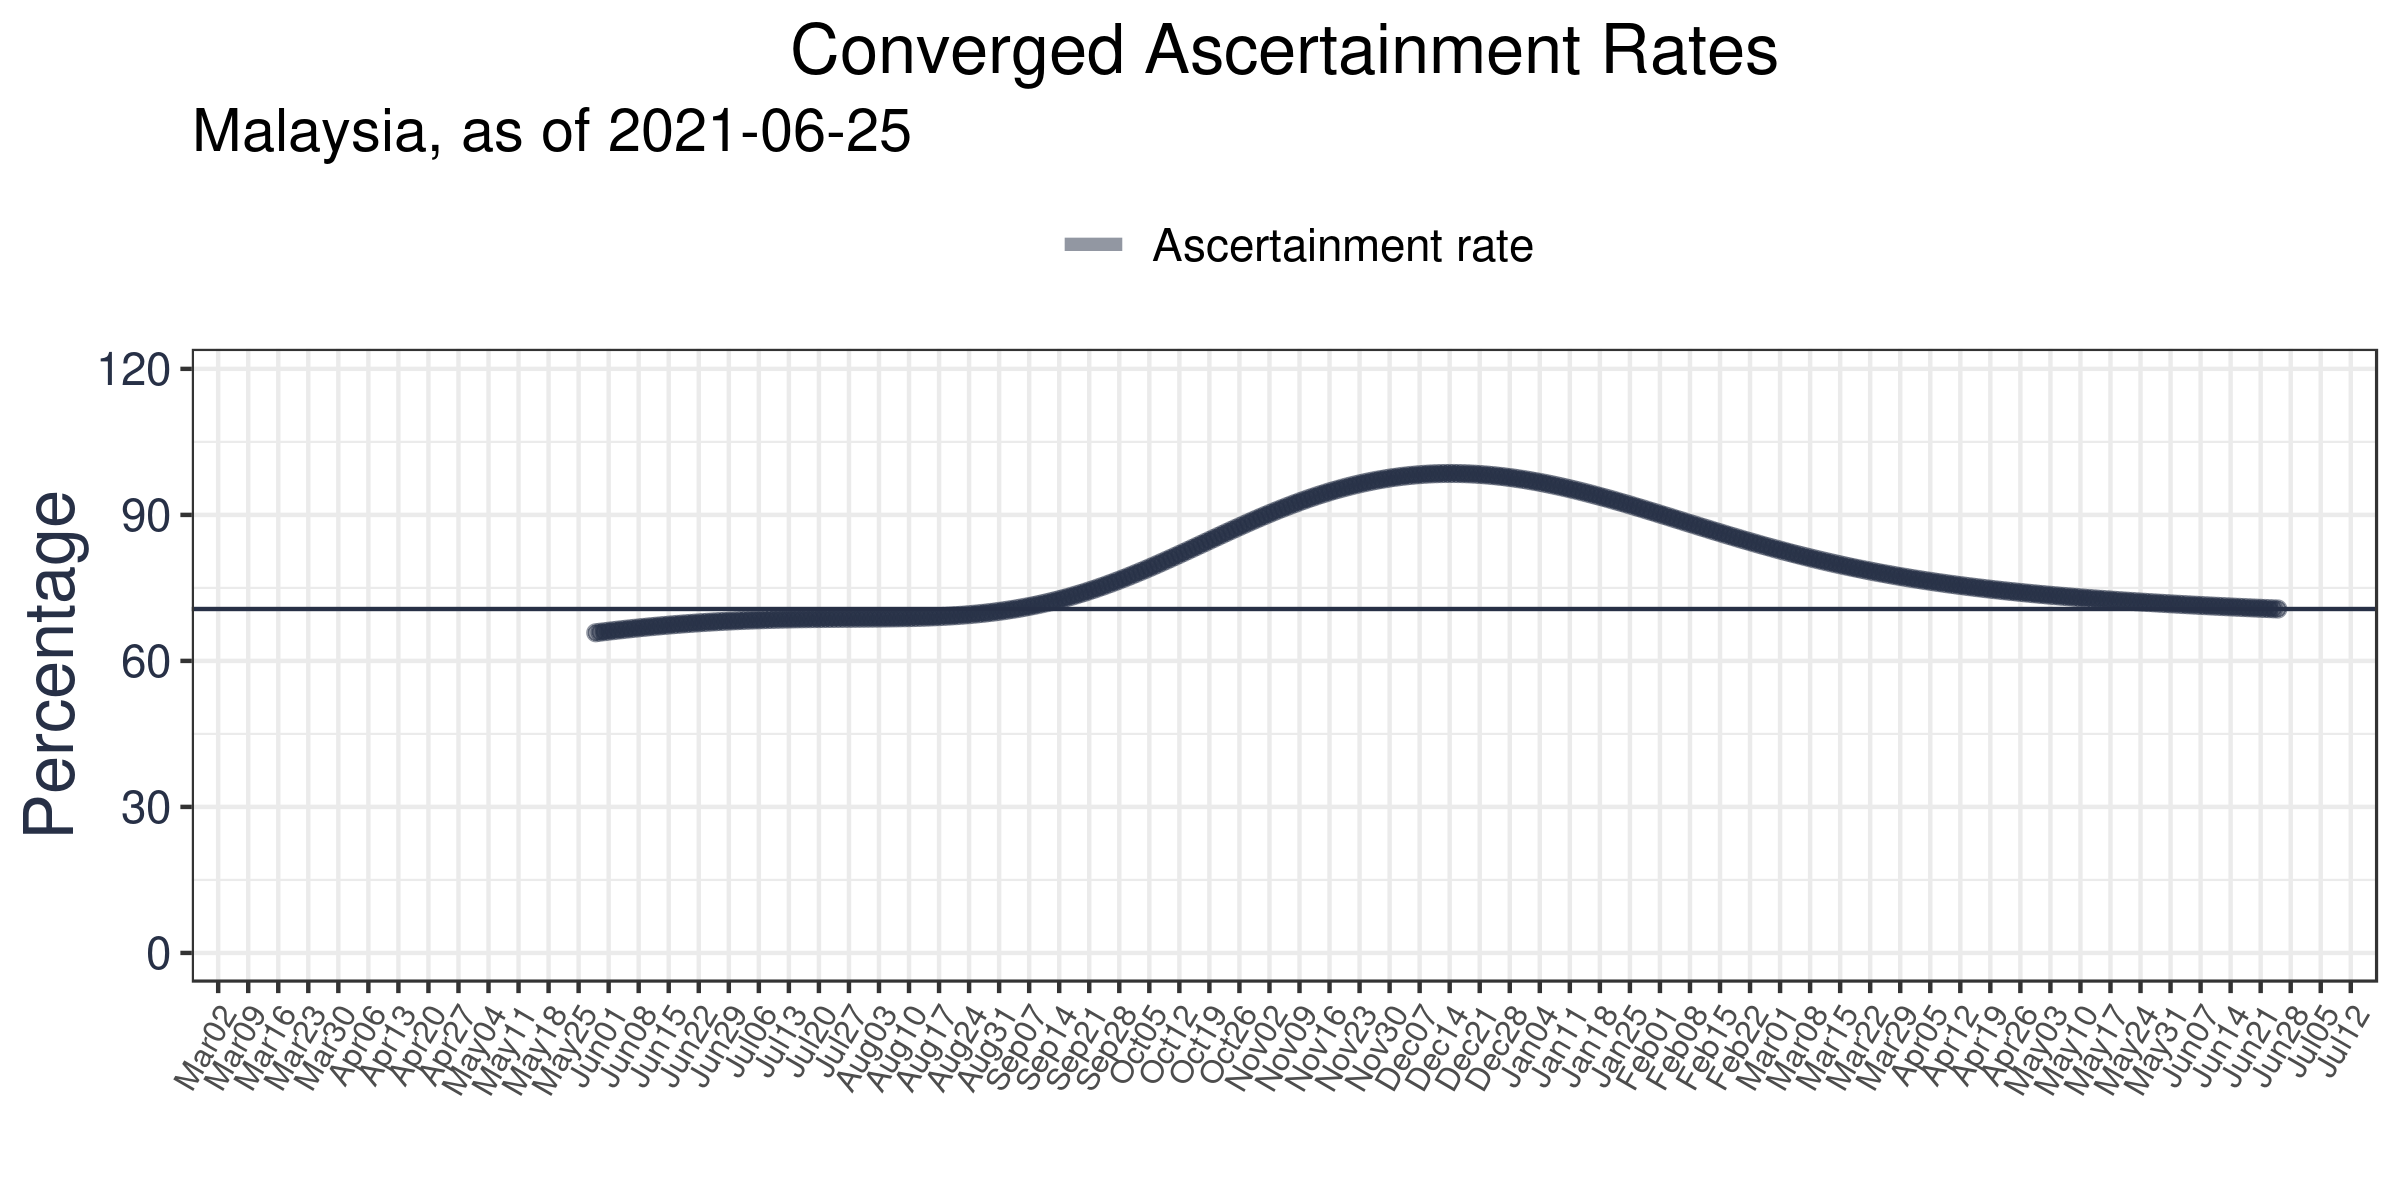 Converged Ascertainment Rates
Malaysia, as of 2021-06-25
Ascertainment rate
Percentage
120
90
60
30
0
Mar02 Mar09 Mar16 Mar23 Mar30 Apr06 Apr13 Apr20 Apr27 May04 May11 May18 May25 Jun01 Jun08 Jun15 Jun22 Jun29 Jul06 Jul13 Jul20 Jul27 Aug03 Aug10 Aug17 Aug24 Aug31 Sep07 Sep14 Sep21 Sep28 Oct05 Oct12 Oct19 Oct26 Nov02 Nov09 Nov16 Nov23 Nov30 Dec07 Dec14 Dec21 Dec28 Jan04 Jan11 Jan18 Jan25 Feb01 Feb08 Feb15 Feb22 Mar01 Mar08 Mar15 Mar22 Mar29 Apr05 Apr12 Apr19 Apr26 May03 May10 May17 May24 May31 Jun07 Jun14 Jun21 Jun28 Jul05 Jul12